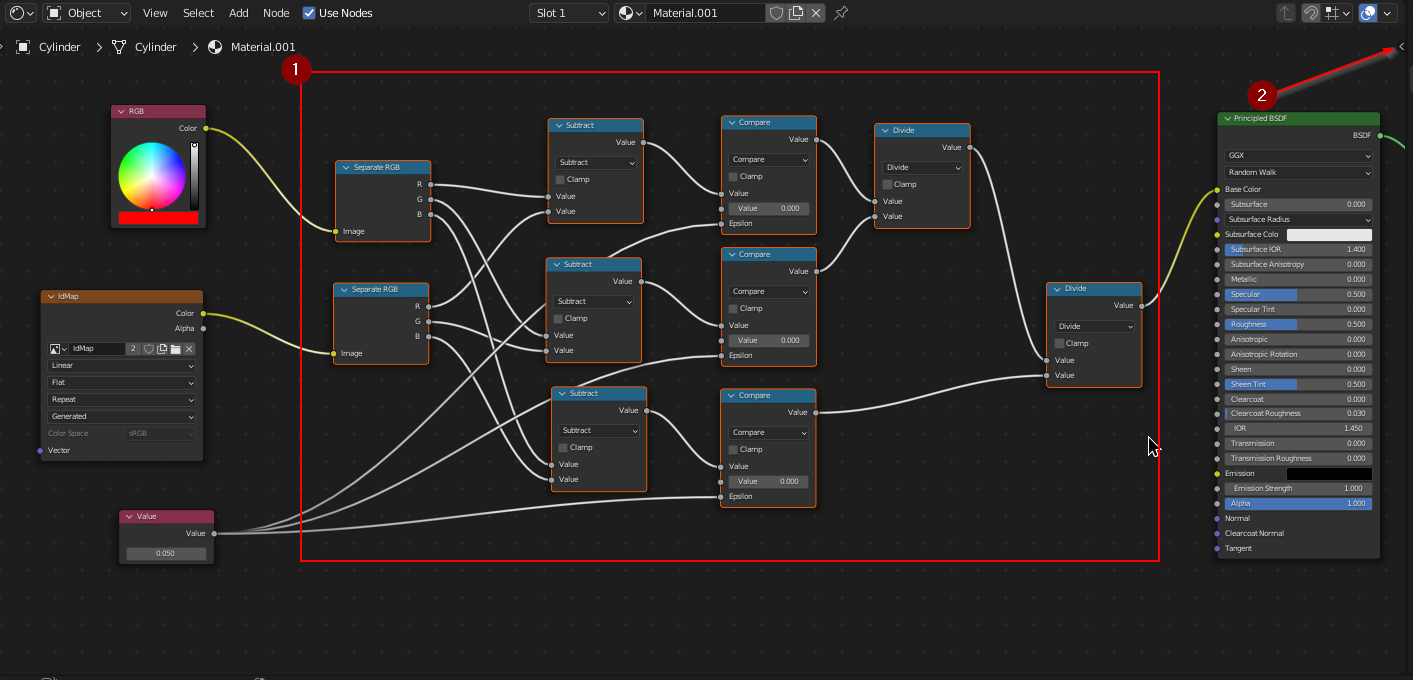 Object View Select Add Node Use Nodes Slot 1 Material.001
Cylinder Cylinder Material.001
1
2
RGB
Color
IdMap
Color
Alpha
IdMap 2
Linear
Flat
Repeat
Generated
Color Space sRGB
Vector
Value
Value
0.050
Separate RGB
R
G
B
Image
Separate RGB
R
G
B
Image
Subtract
Value
Subtract
Clamp
Value
Value
Subtract
Value
Subtract
Clamp
Value
Value
Subtract
Value
Subtract
Clamp
Value
Value
Compare
Value
Compare
Clamp
Value
Value 0.000
Epsilon
Compare
Value
Compare
Clamp
Value
Value 0.000
Epsilon
Compare
Value
Compare
Clamp
Value
Value 0.000
Epsilon
Divide
Value
Divide
Clamp
Value
Value
Divide
Value
Divide
Clamp
Value
Value
Principled BSDF
BSDF
GGX
Random Walk
Base Color
Subsurface 0.000
Subsurface Radius
Subsurface Colo
Subsurface IOR 1.400
Subsurface Anisotropy 0.000
Metallic 0.000
Specular 0.500
Specular Tint 0.000
Roughness 0.500
Anisotropic 0.000
Anisotropic Rotation 0.000
Sheen 0.000
Sheen Tint 0.500
Clearcoat 0.000
Clearcoat Roughness 0.030
IOR 1.450
Transmission 0.000
Transmission Roughness 0.000
Emission
Emission Strength 1.000
Alpha 1.000
Normal
Clearcoat Normal
Tangent